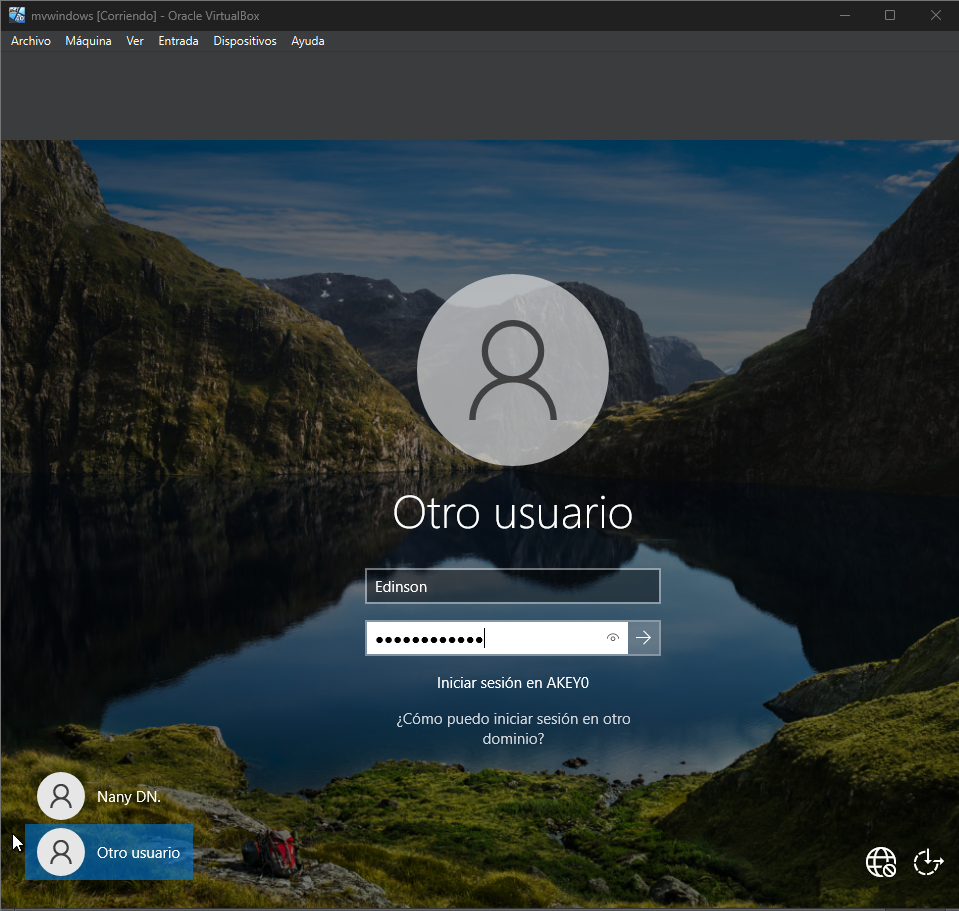 mvwindows [Corriendo] - Oracle VirtualBox
Archivo Máquina Ver Entrada Dispositivos Ayuda
Otro usuario
Edinson
●●●●●●●●●●●●
Iniciar sesión en AKEY0
¿Cómo puedo iniciar sesión en otro
dominio?
Nany DN.
Otro usuario